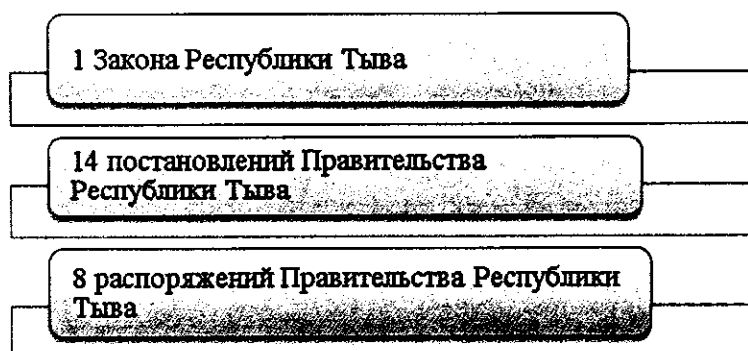 1 Закона Республики Тыва
14 постановлений Правительства
Республики Тыва
8 распоряжений Правительства Республики
Тыва